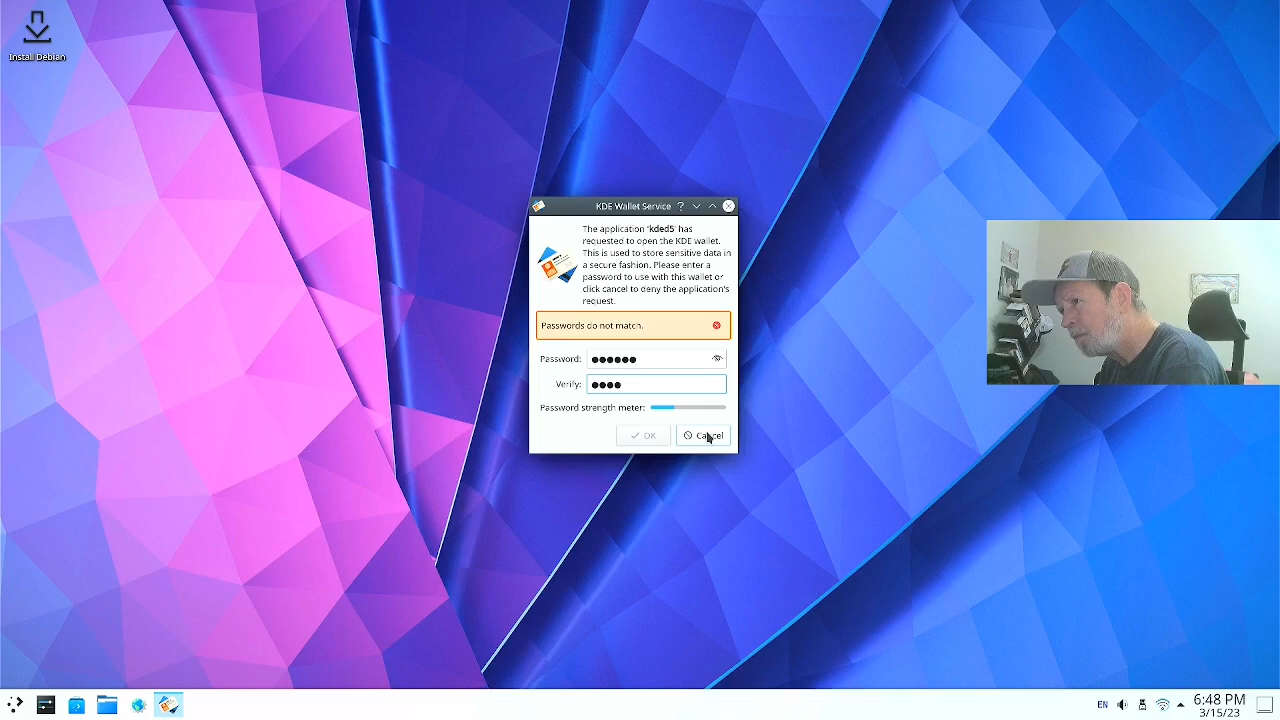 Install Debian
KDE Wallet Service
The application 'kded5' has
requested to open the KDE wallet.
This is used to store sensitive data in
a secure fashion. Please enter a
password to use with this wallet or
click cancel to deny the application's
request.
Passwords do not match.
Password:
Verify:
Password strength meter:
OK
Cancel
EN
6:48 PM
3/15/23